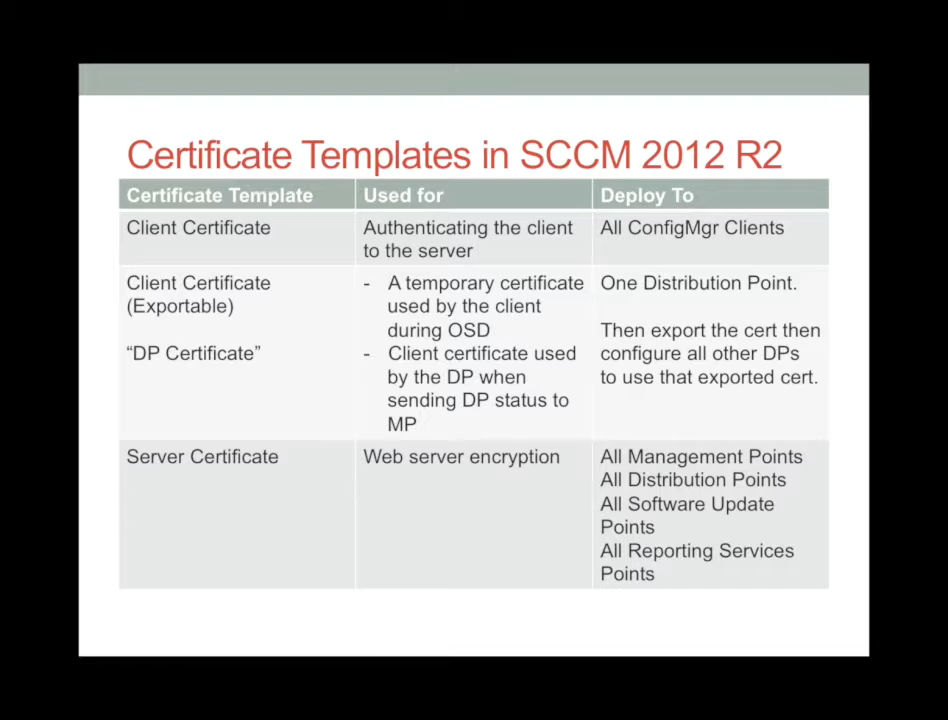 Certificate Templates in SCCM 2012 R2
Certificate Template
Used for
Deploy To
Client Certificate
Authenticating the client
to the server
All ConfigMgr Clients
Client Certificate
(Exportable)
“DP Certificate”
- A temporary certificate
used by the client
during OSD
- Client certificate used
by the DP when
sending DP status to
MP
One Distribution Point.
Then export the cert then
configure all other DPs
to use that exported cert.
Server Certificate
Web server encryption
All Management Points
All Distribution Points
All Software Update
Points
All Reporting Services
Points